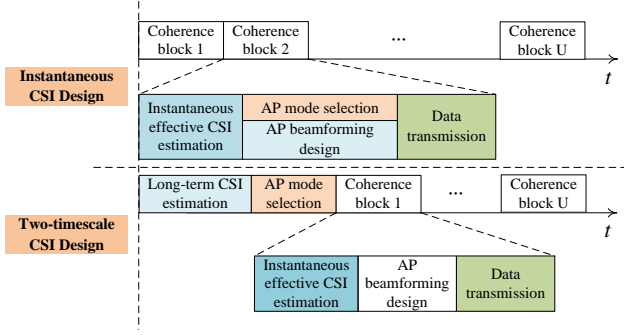 Coherence
block 1
Coherence
block 2
...
Coherence
block U
t
Instantaneous
CSI Design
Instantaneous
effective CSI
estimation
AP mode selection
AP beamforming
design
Data
transmission
Long-term CSI
estimation
AP mode
selection
Coherence
block 1
...
Coherence
block U
t
Two-timescale
CSI Design
Instantaneous
effective CSI
estimation
AP
beamforming
design
Data
transmission